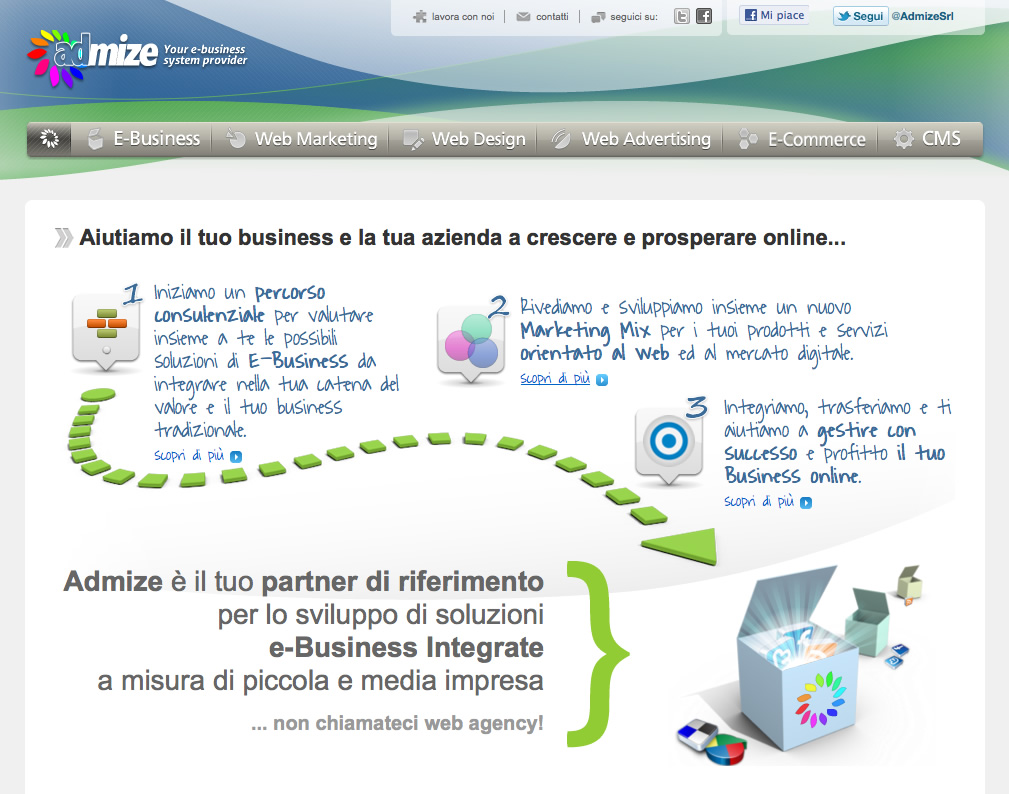 lavora con noi
contatti
seguici su:
Mi piace
Segui
@AdmizeSrl
admize
Your e-business
system provider
E-Business
Web Marketing
Web Design
Web Advertising
E-Commerce
CMS
Aiutiamo il tuo business e la tua azienda a crescere e prosperare online...
1
Iniziamo un percorso
consulenziale per valutare
insieme a te le possibili
soluzioni di E-Business da
integrare nella tua catena del
valore e il tuo business
tradizionale.
scopri di più
2
Rivediamo e sviluppiamo insieme un nuovo
Marketing Mix per i tuoi prodotti e servizi
orientato al web ed al mercato digitale.
scopri di più
3
Integriamo, trasferiamo e ti
aiutiamo a gestire con
successo e profitto il tuo
Business online.
scopri di più
Admize è il tuo partner di riferimento
per lo sviluppo di soluzioni
e-Business Integrate
a misura di piccola e media impresa
... non chiamateci web agency!